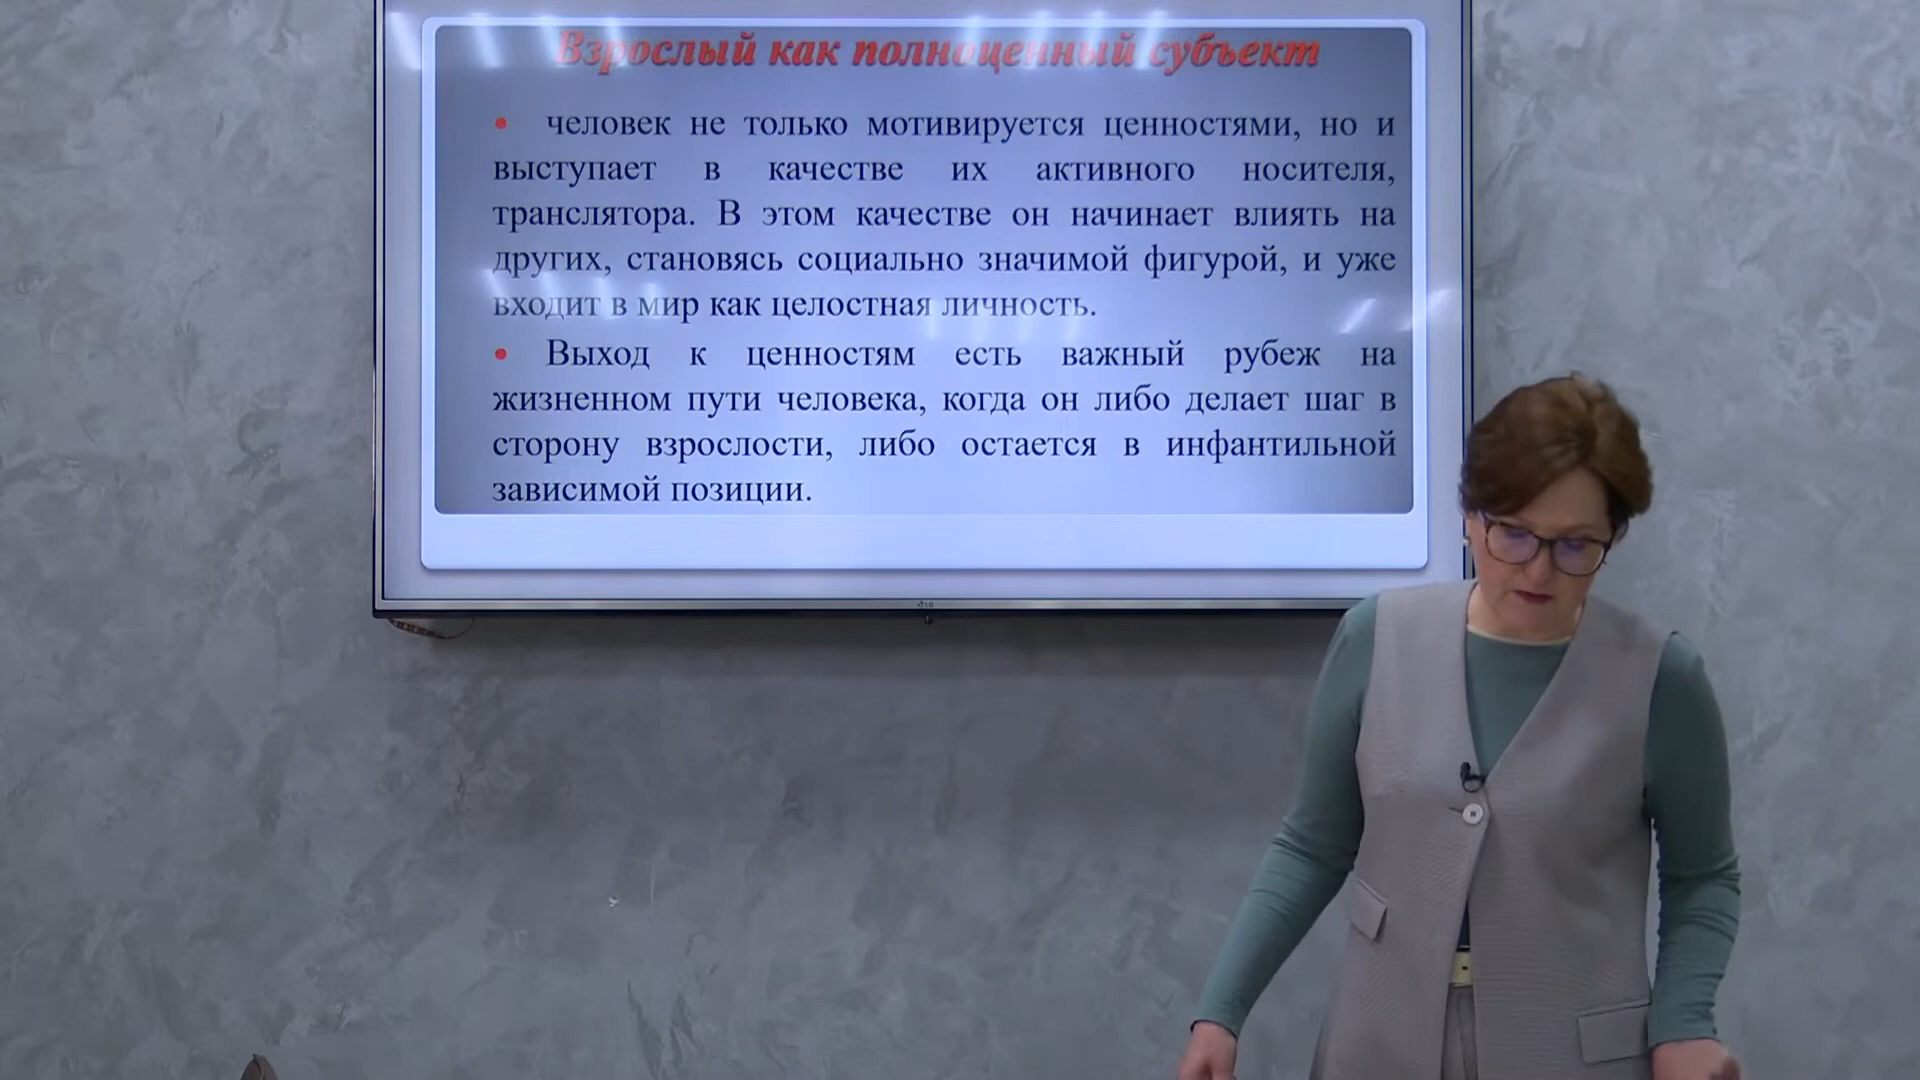 Взрослый как полноценный субъект
• человек не только мотивируется ценностями, но и
выступает в качестве их активного носителя,
транслятора. В этом качестве он начинает влиять на
других, становясь социально значимой фигурой, и уже
входит в мир как целостная личность.
• Выход к ценностям есть важный рубеж на
жизненном пути человека, когда он либо делает шаг в
сторону взрослости, либо остается в инфантильной
зависимой позиции.
LG